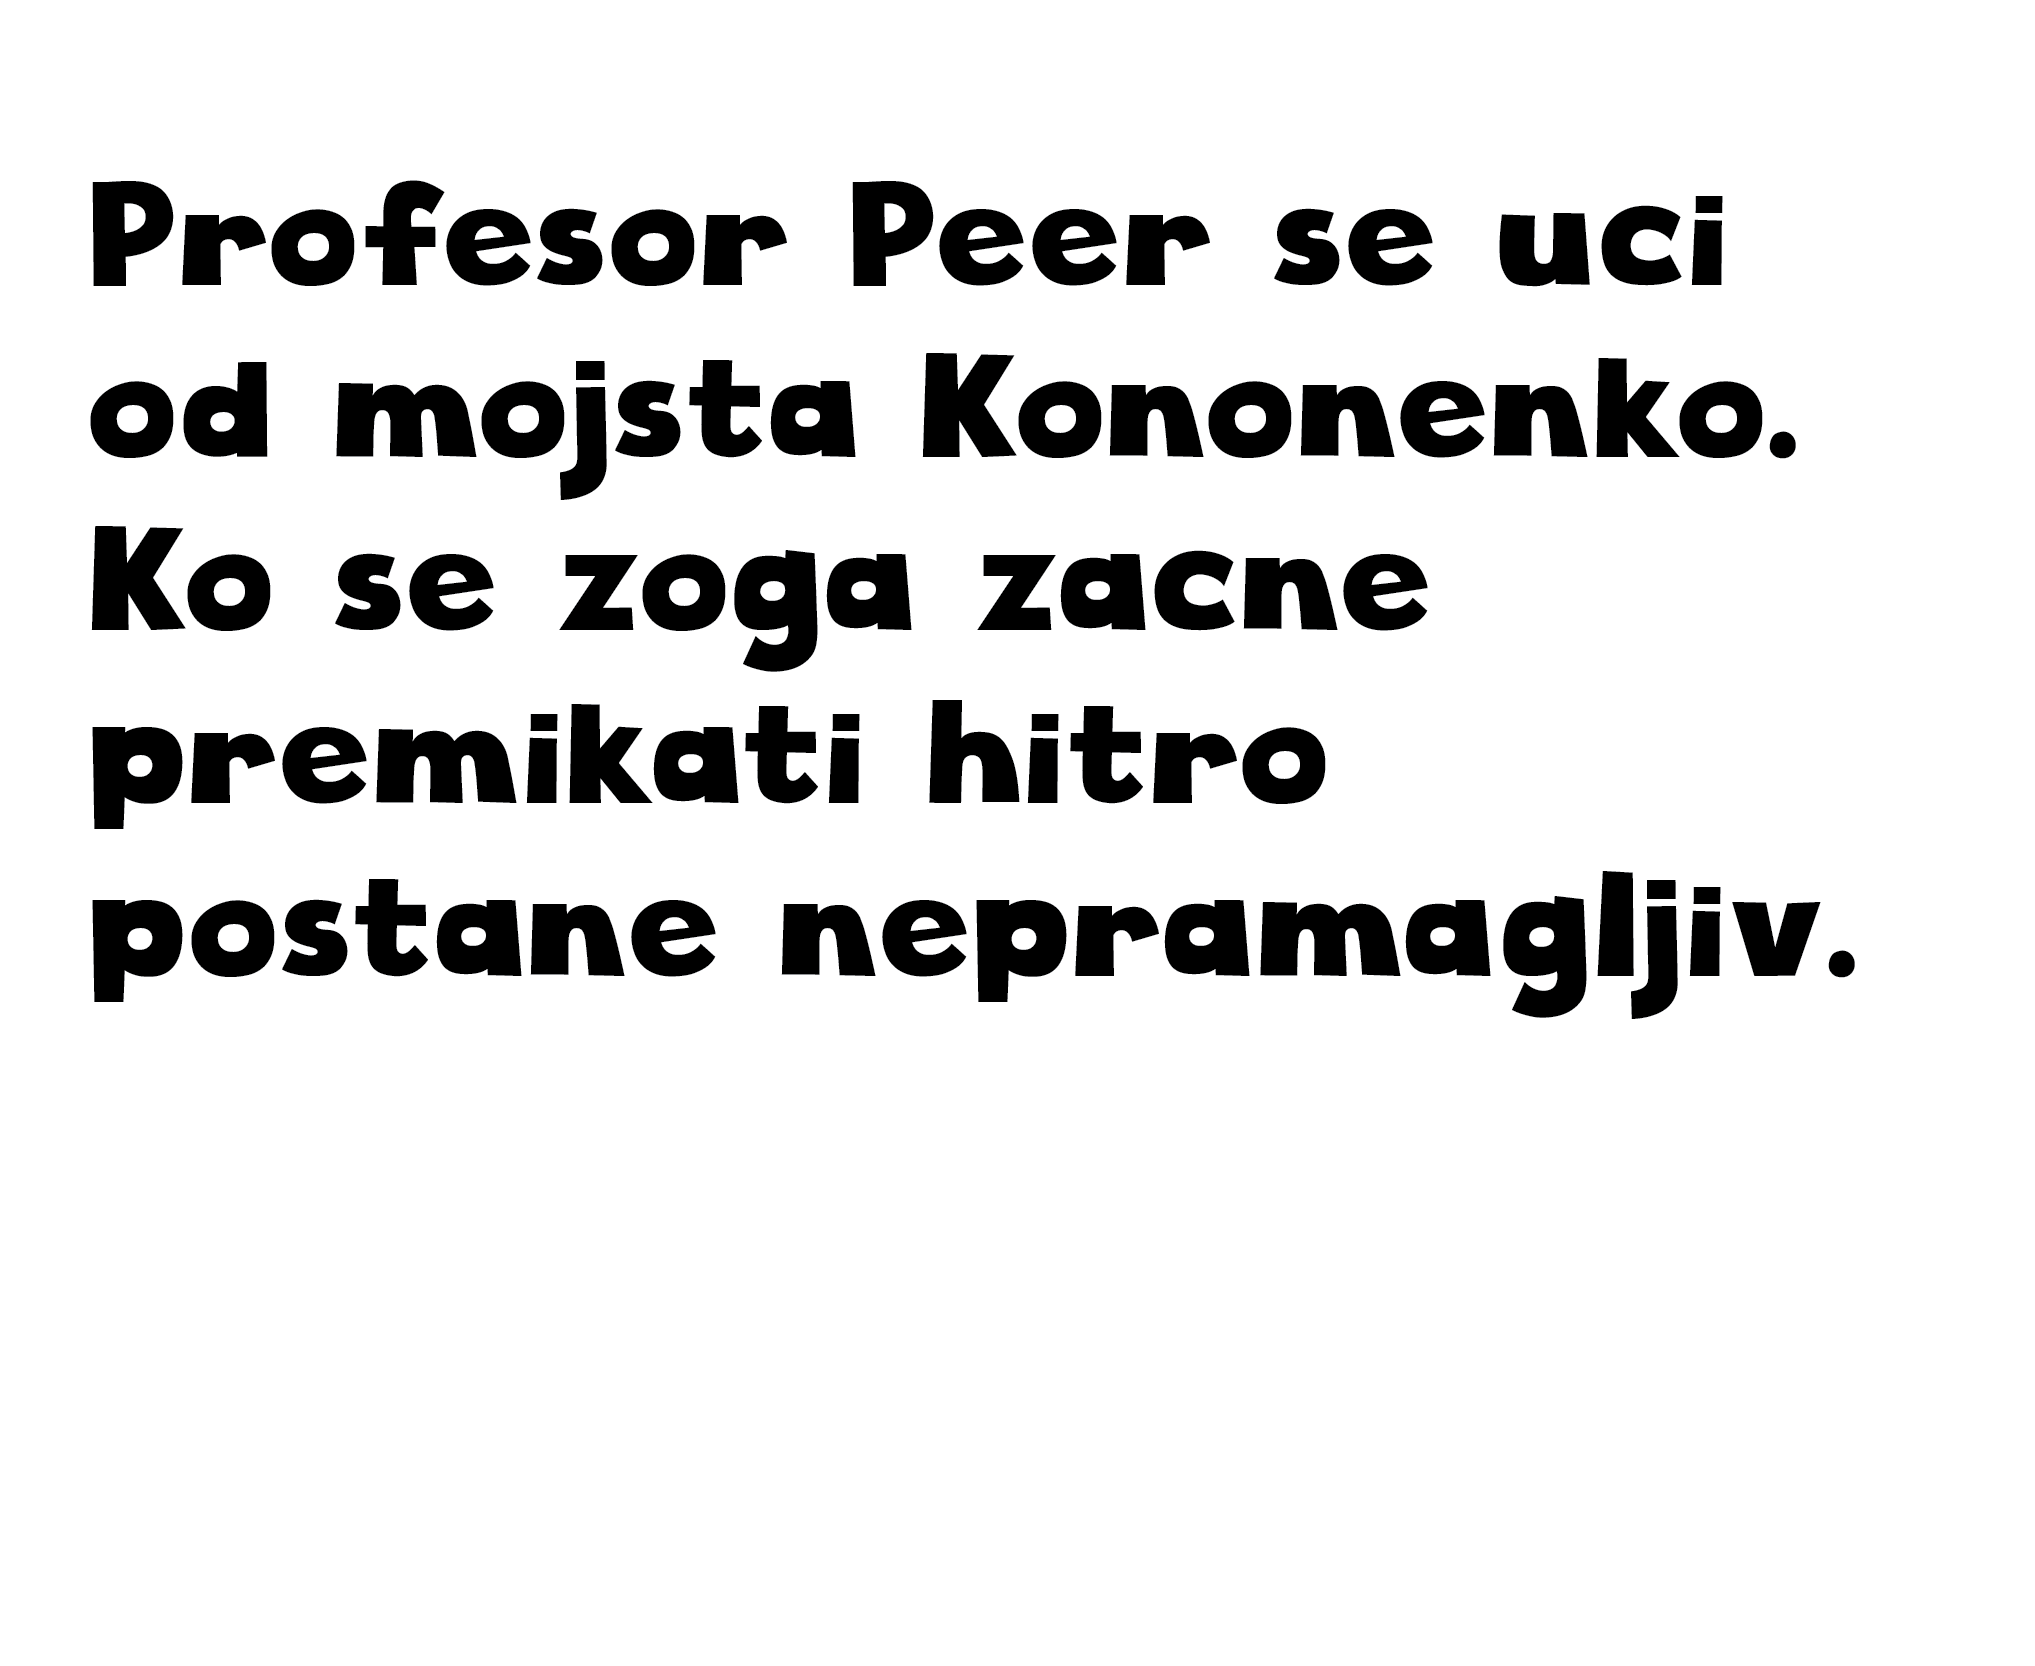 Profesor Peer se uci
od mojsta Kononenko.
Ko se zoga zacne
premikati hitro
postane nepramagljiv.